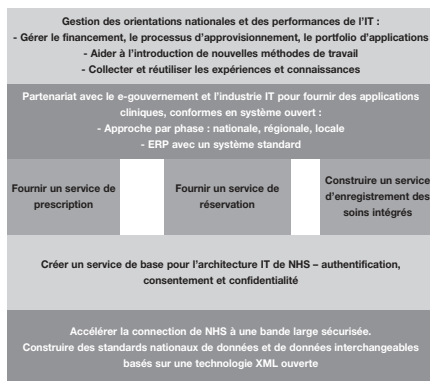 Gestion des orientations nationales et des performances de l'IT :
- Gérer le financement, le processus d'approvisionnement, le portfolio d'applications
- Aider à l'introduction de nouvelles méthodes de travail
- Collecter et réutiliser les expériences et connaissances
Partenariat avec le e-gouvernement et l'industrie IT pour fournir des applications
cliniques, conformes en système ouvert :
- Approche par phase : nationale, régionale, locale
- ERP avec un système standard
Fournir un service de
prescription
Fournir un service de
réservation
Construire un service
d'enregistrement des
soins intégrés
Créer un service de base pour l'architecture IT de NHS – authentification,
consentement et confidentialité
Accélérer la connection de NHS à une bande large sécurisée.
Construire des standards nationaux de données et de données interchangeables
basés sur une technologie XML ouverte